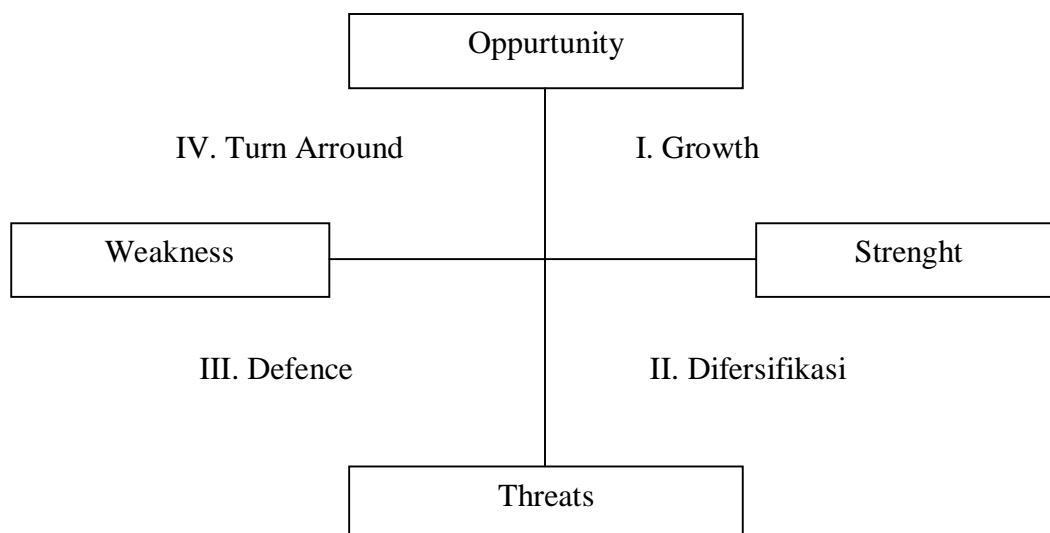 Oppurtunity
IV. Turn Arround
I. Growth
Weakness
Strenght
III. Defence
II. Difersifikasi
Threats